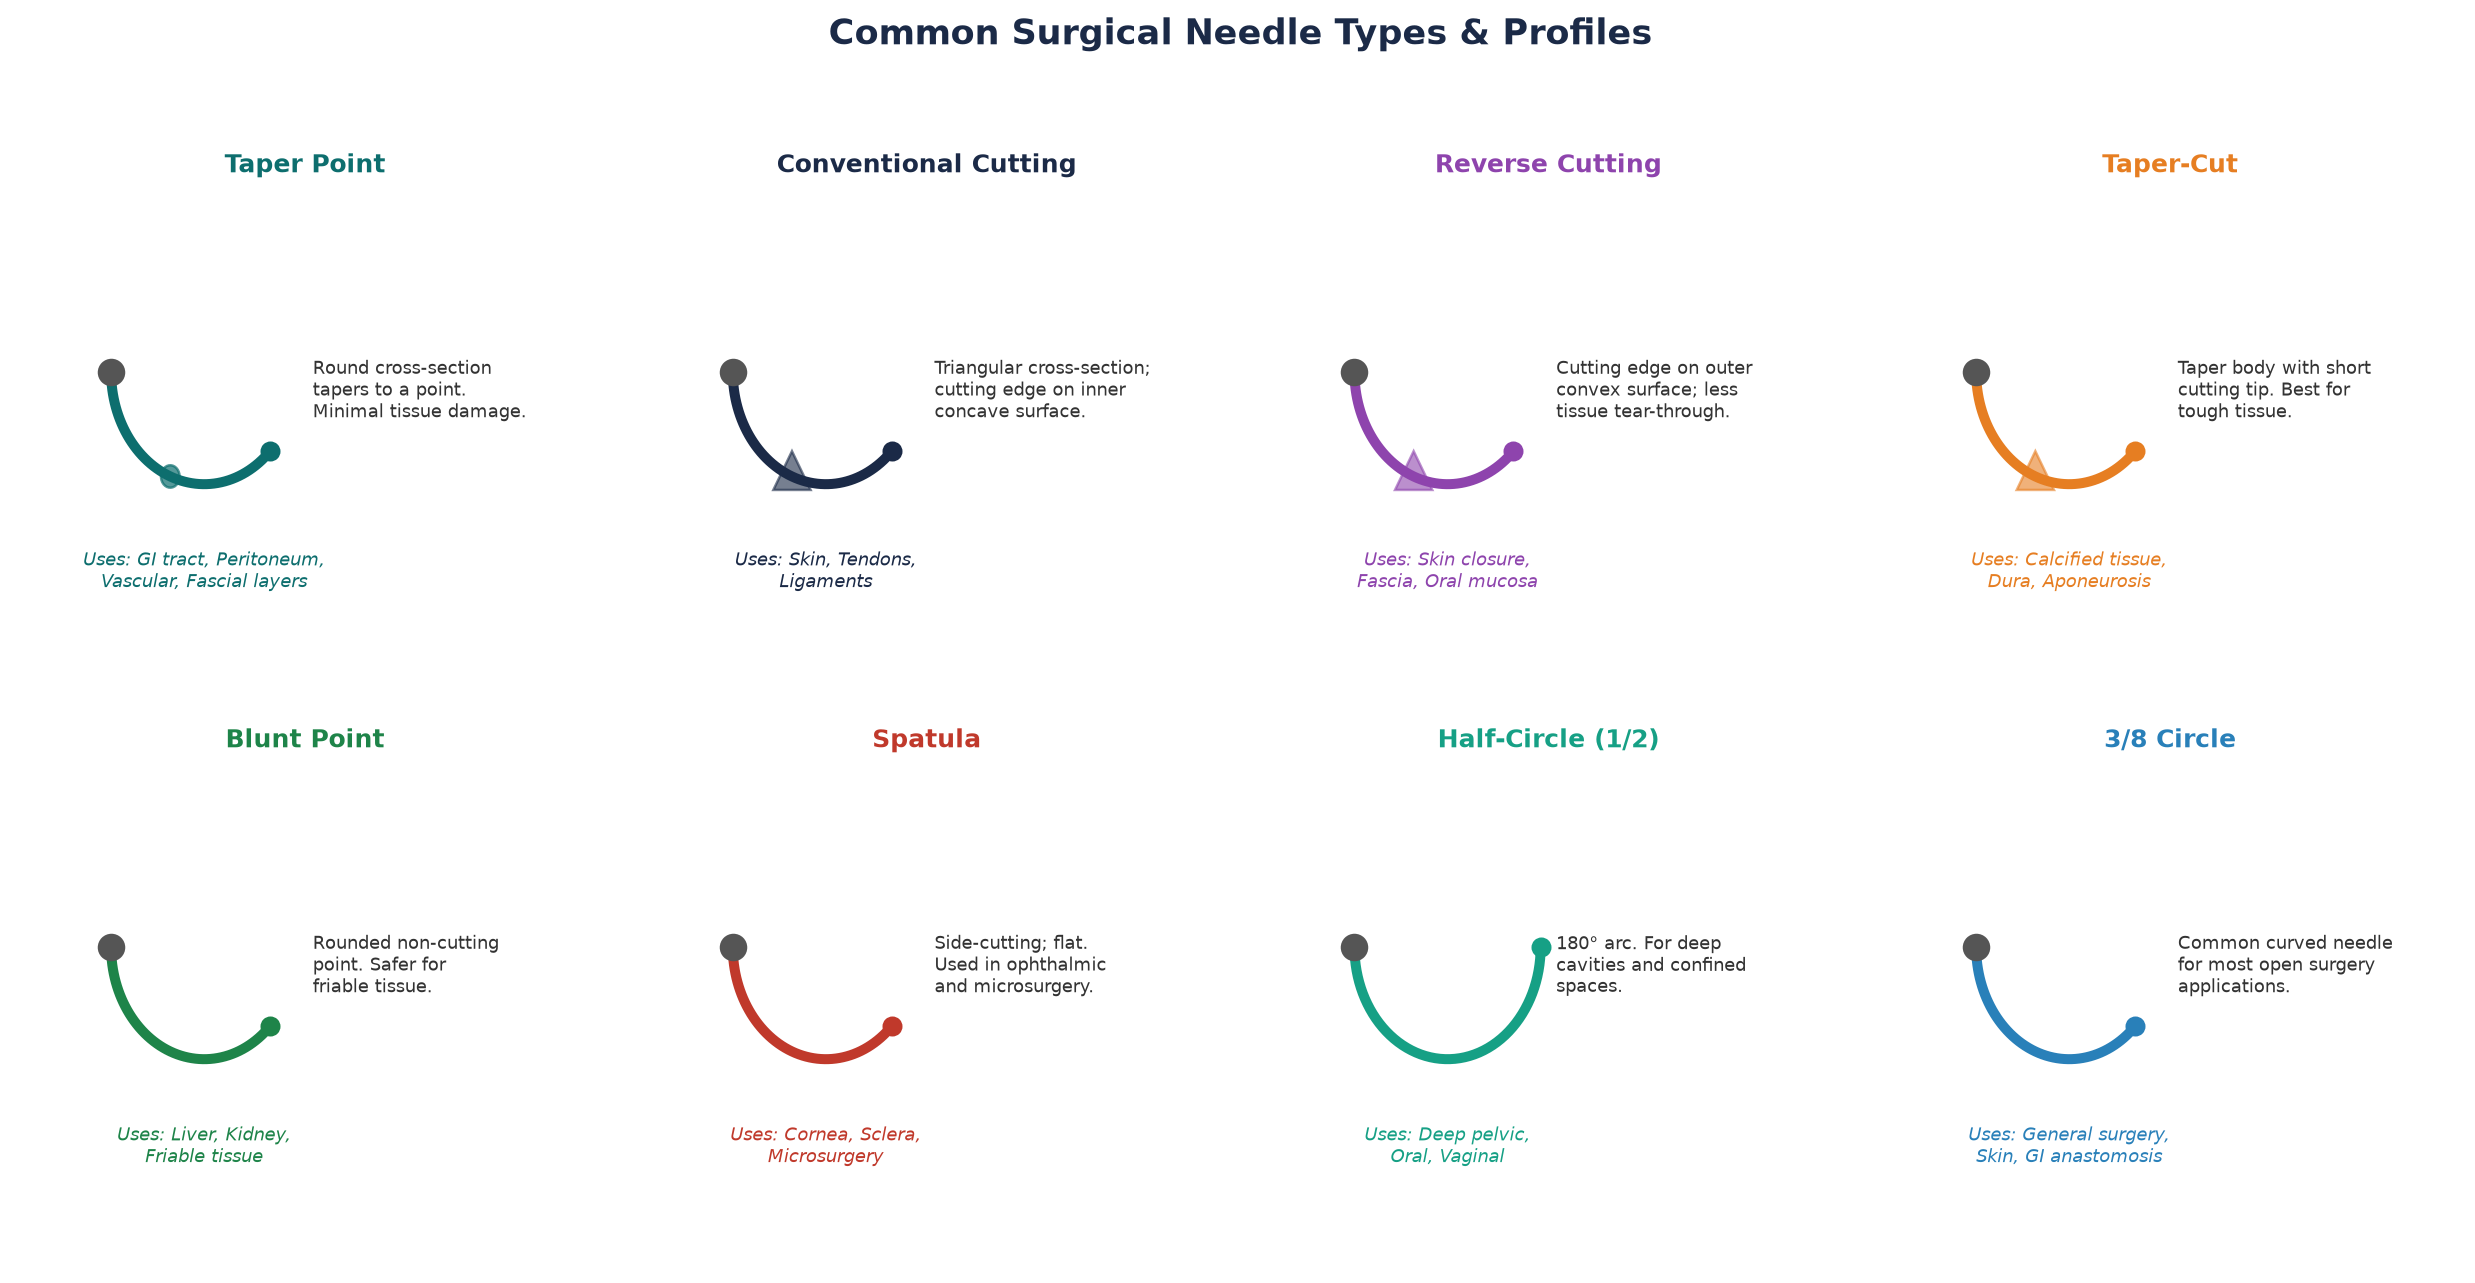 Common Surgical Needle Types & Profiles
Taper Point
Round cross-section
tapers to a point.
Minimal tissue damage.
Uses: GI tract, Peritoneum,
Vascular, Fascial layers
Conventional Cutting
Triangular cross-section;
cutting edge on inner
concave surface.
Uses: Skin, Tendons,
Ligaments
Reverse Cutting
Cutting edge on outer
convex surface; less
tissue tear-through.
Uses: Skin closure,
Fascia, Oral mucosa
Taper-Cut
Taper body with short
cutting tip. Best for
tough tissue.
Uses: Calcified tissue,
Dura, Aponeurosis
Blunt Point
Rounded non-cutting
point. Safer for
friable tissue.
Uses: Liver, Kidney,
Friable tissue
Spatula
Side-cutting; flat.
Used in ophthalmic
and microsurgery.
Uses: Cornea, Sclera,
Microsurgery
Half-Circle (1/2)
180° arc. For deep
cavities and confined
spaces.
Uses: Deep pelvic,
Oral, Vaginal
3/8 Circle
Common curved needle
for most open surgery
applications.
Uses: General surgery,
Skin, GI anastomosis